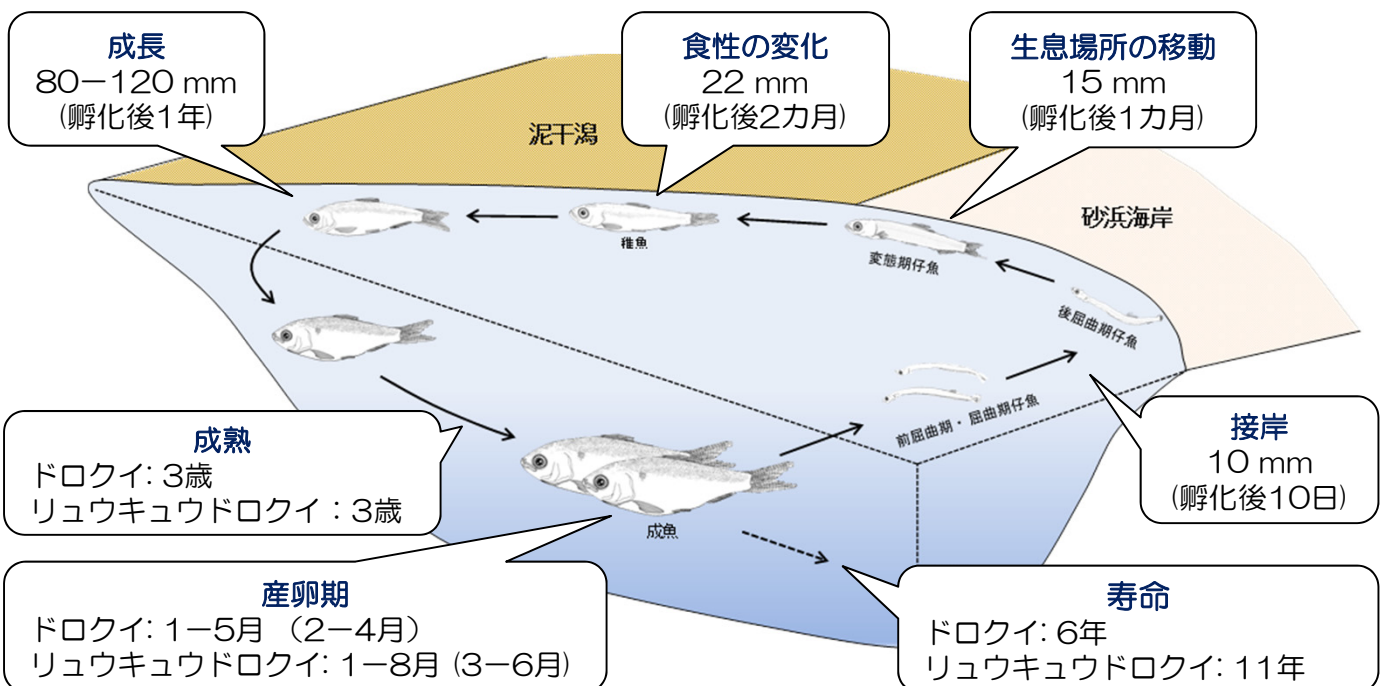 成長
80－120 mm
(孵化後1年)
食性の変化
22 mm
(孵化後2カ月)
生息場所の移動
15 mm
(孵化後1カ月)
泥干潟
砂浜海岸
稚魚
変態期仔魚
後屈曲期仔魚
前屈曲期・屈曲期仔魚
接岸
10 mm
(孵化後10日)
成熟
ドロクイ: 3歳
リュウキュウドロクイ：3歳
成魚
産卵期
ドロクイ: 1－5月 （2－4月）
リュウキュウドロクイ: 1－8月 (3－6月)
寿命
ドロクイ: 6年
リュウキュウドロクイ: 11年